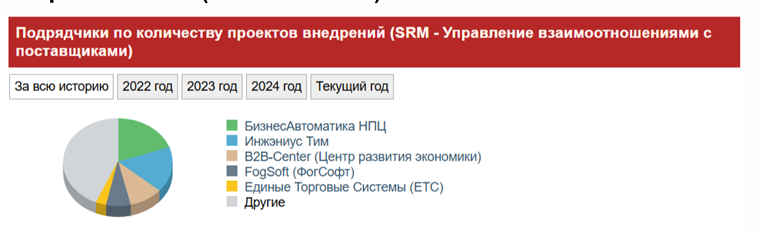 Подрядчики по количеству проектов внедрений (SRM - Управление взаимоотношениями с
поставщиками)
За всю историю
2022 год
2023 год
2024 год
Текущий год
БизнесАвтоматика НПЦ
Инжэниус Тим
B2B-Center (Центр развития экономики)
FogSoft (ФогСофт)
Единые Торговые Системы (ЕТС)
Другие